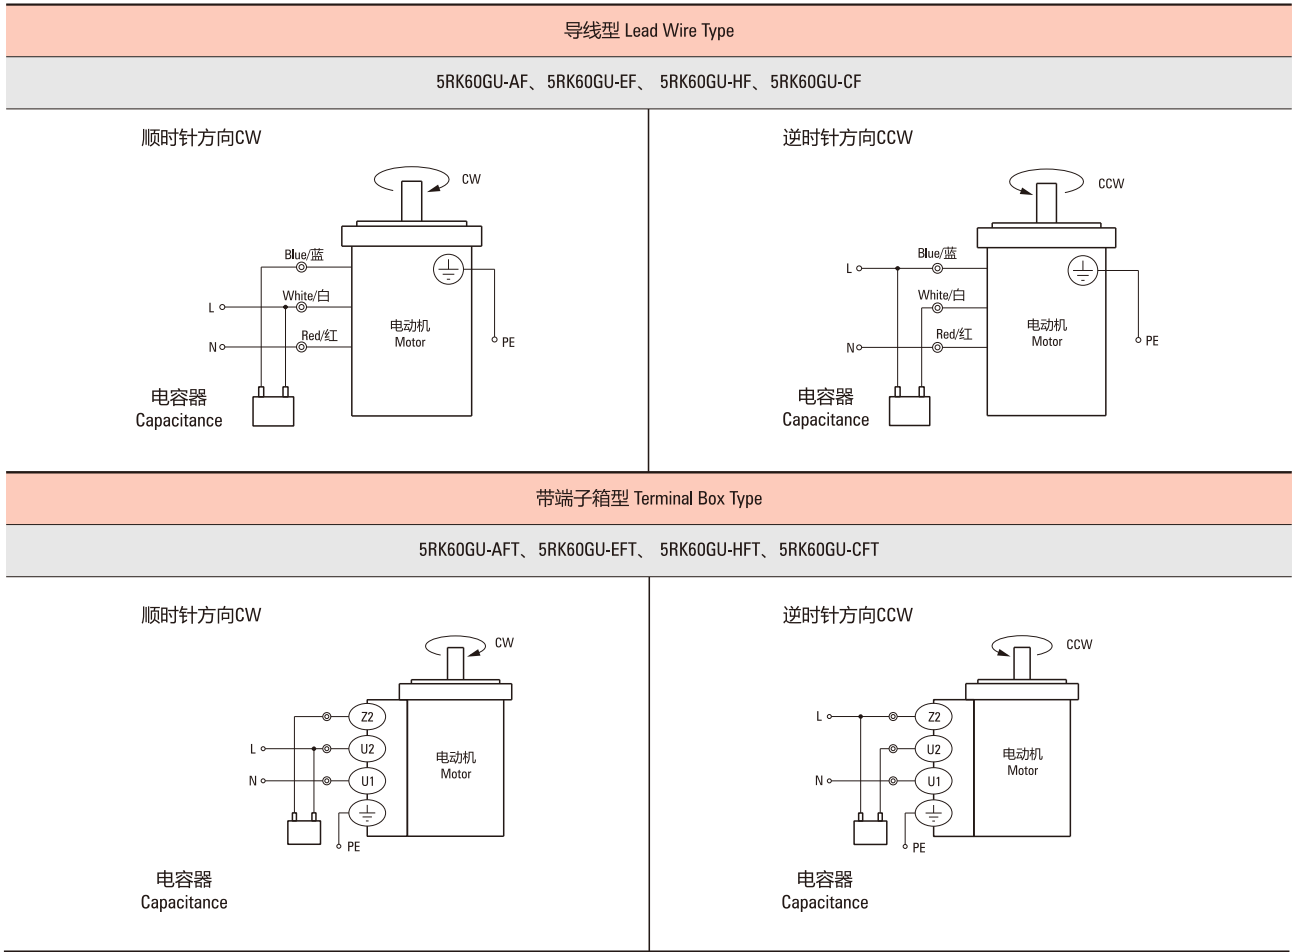 导线型 Lead Wire Type
5RK60GU-AF、5RK60GU-EF、 5RK60GU-HF、5RK60GU-CF
顺时针方向CW
CW
Blue/蓝
White/白
L
Red/红
N
电动机
Motor
PE
电容器
Capacitance
逆时针方向CCW
CCW
Blue/蓝
L
White/白
Red/红
N
电动机
Motor
PE
电容器
Capacitance
带端子箱型 Terminal Box Type
5RK60GU-AFT、5RK60GU-EFT、 5RK60GU-HFT、5RK60GU-CFT
顺时针方向CW
CW
Z2
L
U2
N
U1
电动机
Motor
PE
电容器
Capacitance
逆时针方向CCW
CCW
L
Z2
U2
N
U1
电动机
Motor
PE
电容器
Capacitance